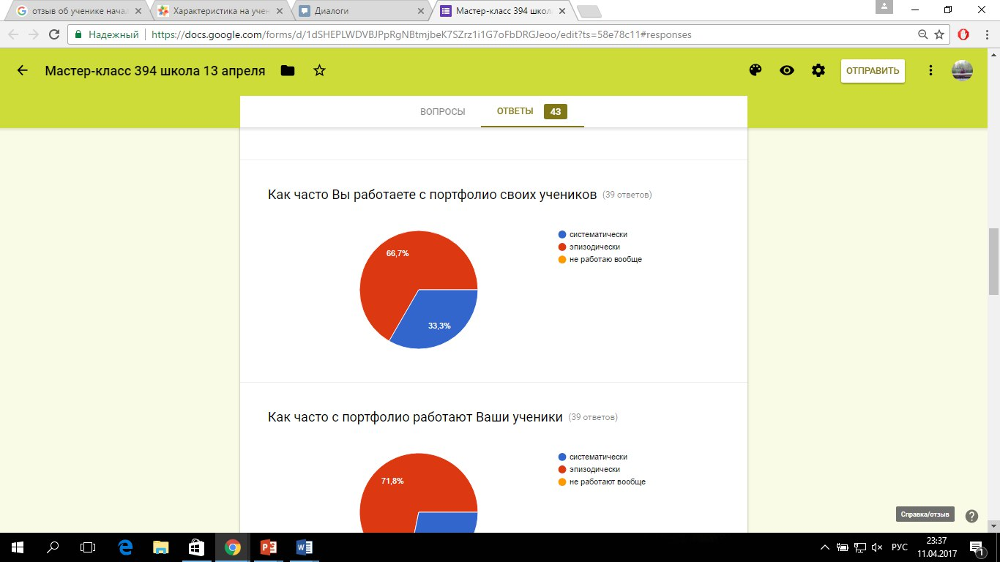 отзыв об ученике нача
Характеристика на учен
Диалоги
Мастер-класс 394 школ
Надежный
https://docs.google.com/forms/d/1dSHEPLWDVBJPpRgNBtmjbeK7SZrz1i1G7oFbDRGJeoo/edit?ts=58e78c11#responses
Мастер-класс 394 школа 13 апреля
ОТПРАВИТЬ
ВОПРОСЫ
ОТВЕТЫ 43
Как часто Вы работаете с портфолио своих учеников (39 ответов)
систематически
эпизодически
не работаю вообще
66,7%
33,3%
Как часто с портфолио работают Ваши ученики (39 ответов)
систематически
эпизодически
не работают вообще
71,8%
Справка/отзыв
РУС
23:37
11.04.2017
1